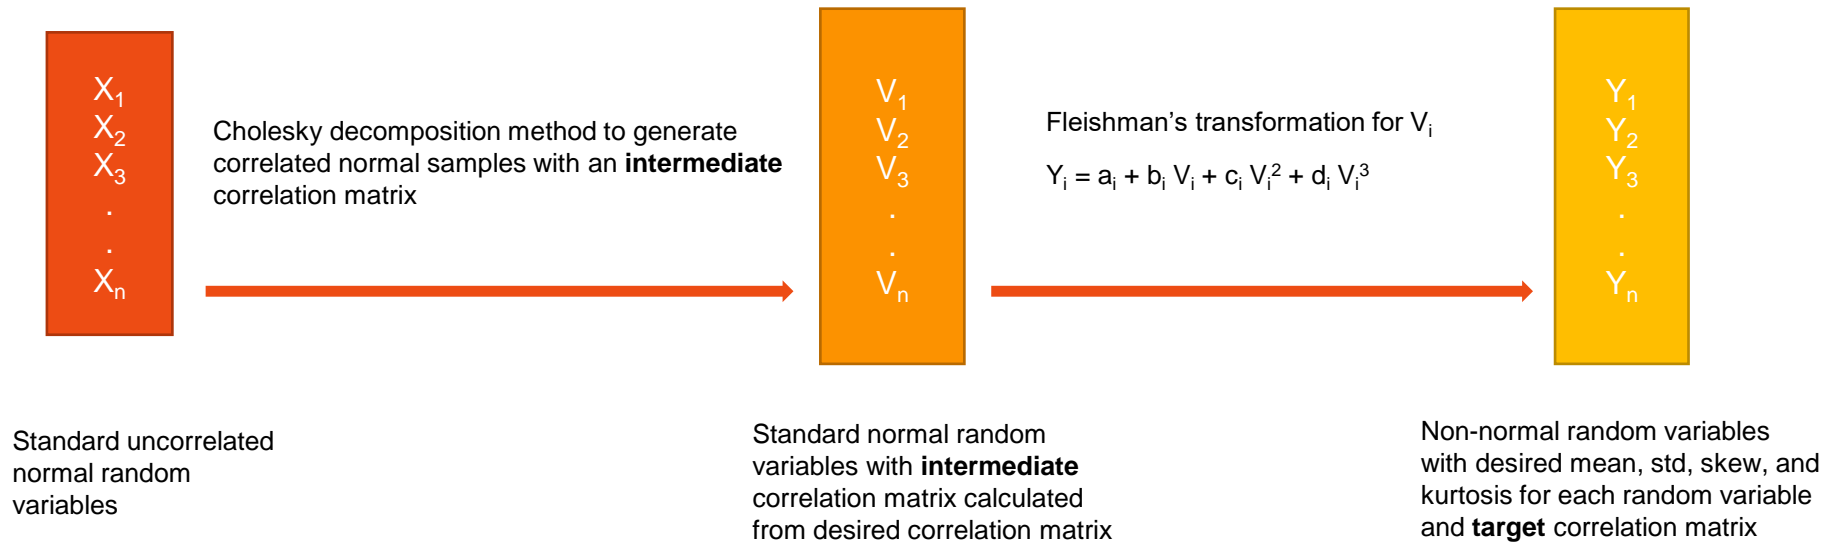 X₁
X₂
X₃
.
.
Xₙ
Cholesky decomposition method to generate
correlated normal samples with an intermediate
correlation matrix
V₁
V₂
V₃
.
.
Vₙ
Fleishman’s transformation for Vᵢ
Yᵢ = aᵢ + bᵢ Vᵢ + cᵢ Vᵢ² + dᵢ Vᵢ³
Y₁
Y₂
Y₃
.
.
Yₙ
Standard uncorrelated
normal random
variables
Standard normal random
variables with intermediate
correlation matrix calculated
from desired correlation matrix
Non-normal random variables
with desired mean, std, skew, and
kurtosis for each random variable
and target correlation matrix